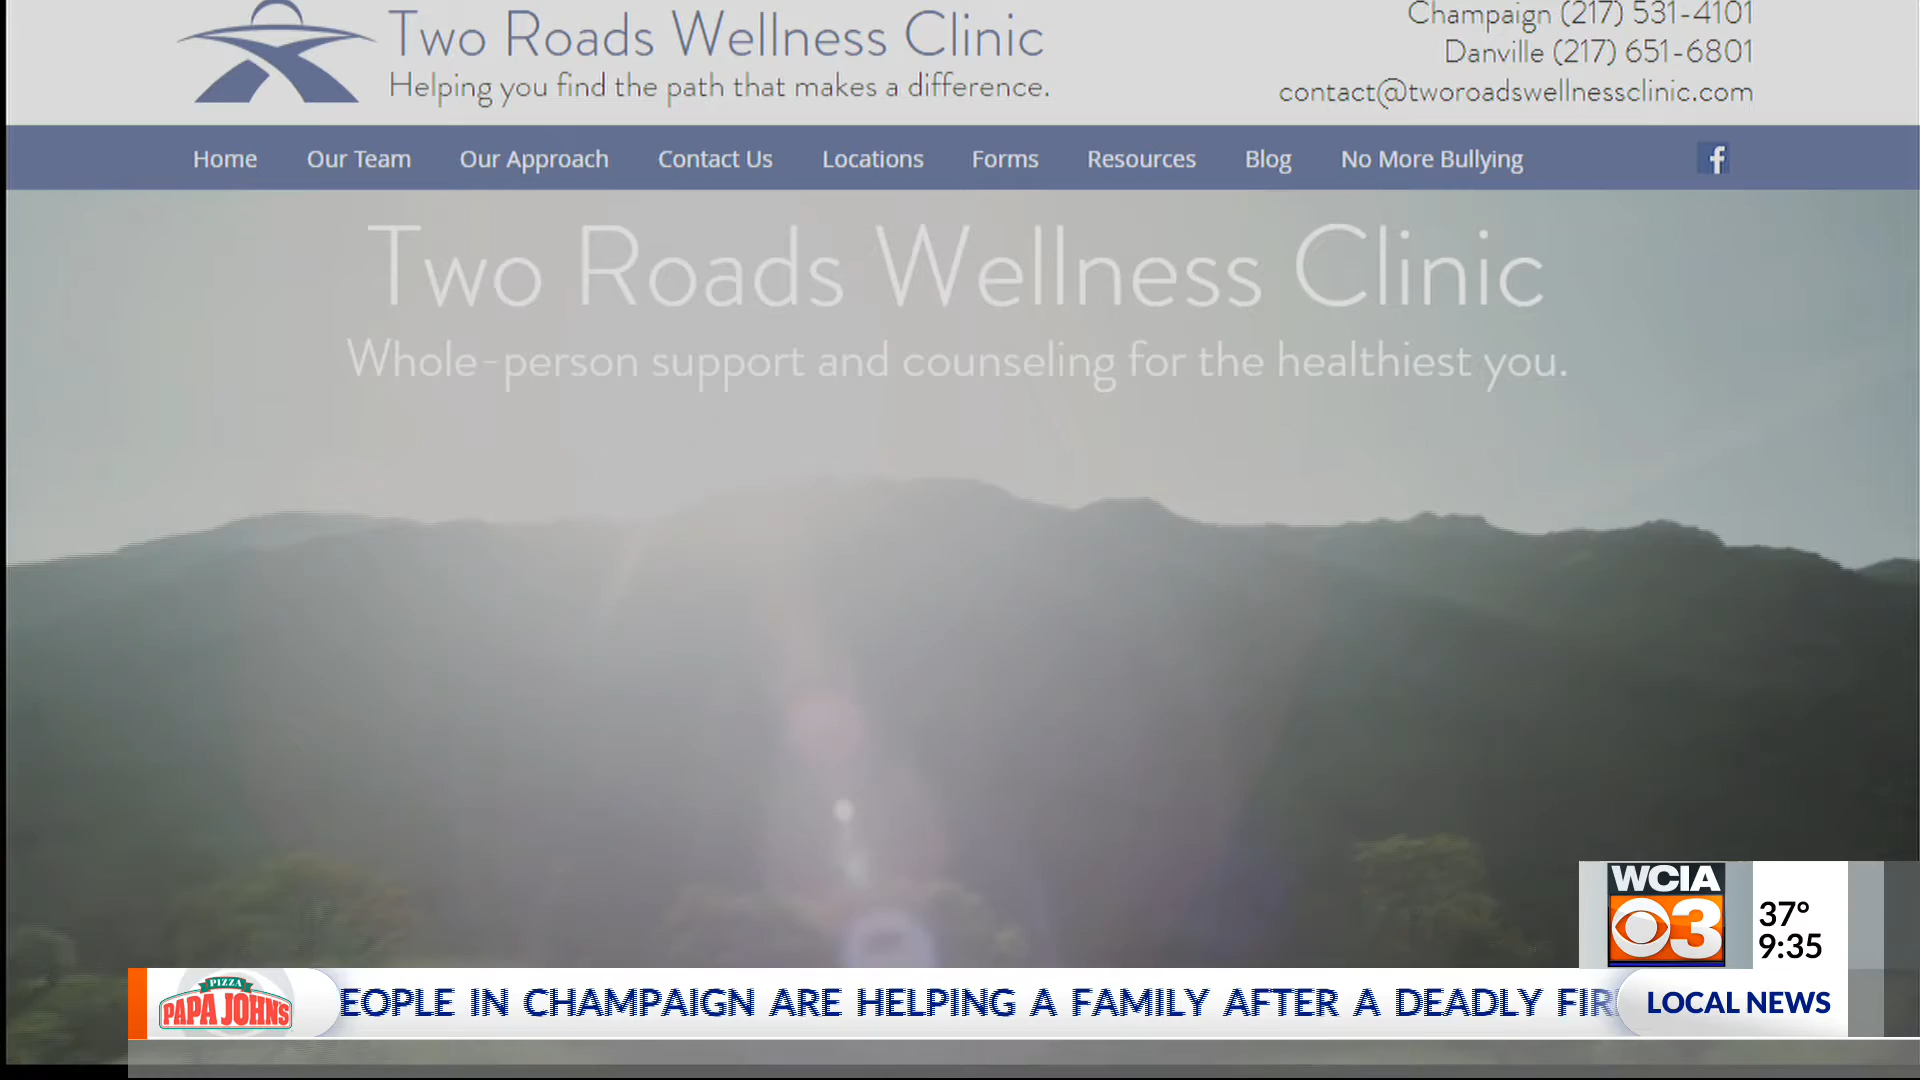 Two Roads Wellness Clinic
Helping you find the path that makes a difference.
Champaign (217) 531-4101
Danville (217) 651-6801
contact@tworoadswellnessclinic.com
Home Our Team Our Approach Contact Us Locations Forms Resources Blog No More Bullying f
Two Roads Wellness Clinic
Whole-person support and counseling for the healthiest you.
WCIA
3
37°
9:35
PIZZA
PAPA JOHNS
EOPLE IN CHAMPAIGN ARE HELPING A FAMILY AFTER A DEADLY FIR
LOCAL NEWS